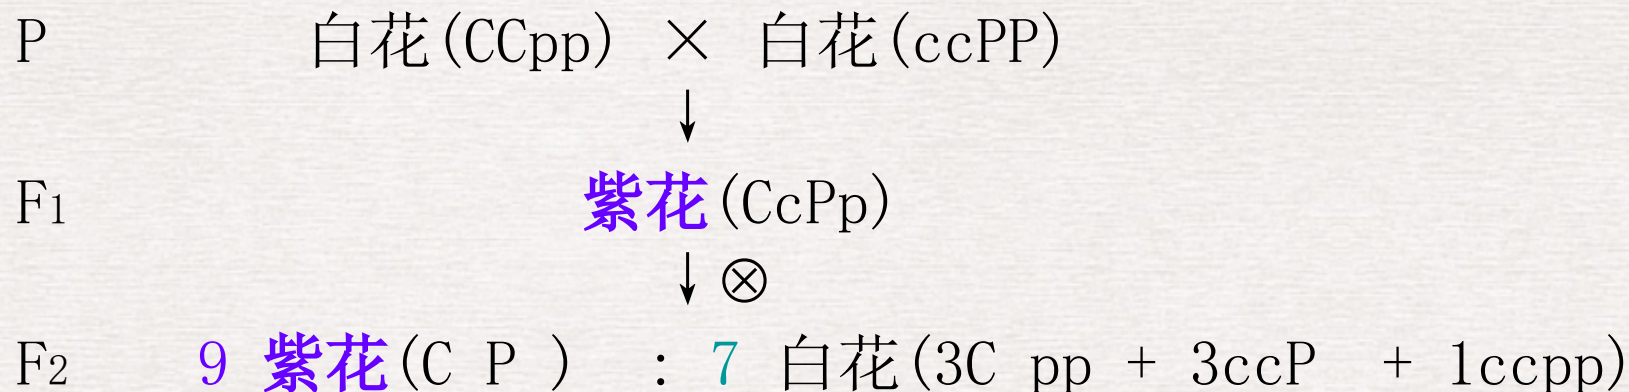 P 白花(CCpp) × 白花(ccPP)
↓
F1 紫花(CcPp)
↓ ⊗
F2 9 紫花(C P ) : 7 白花(3C pp + 3ccP + 1ccpp)